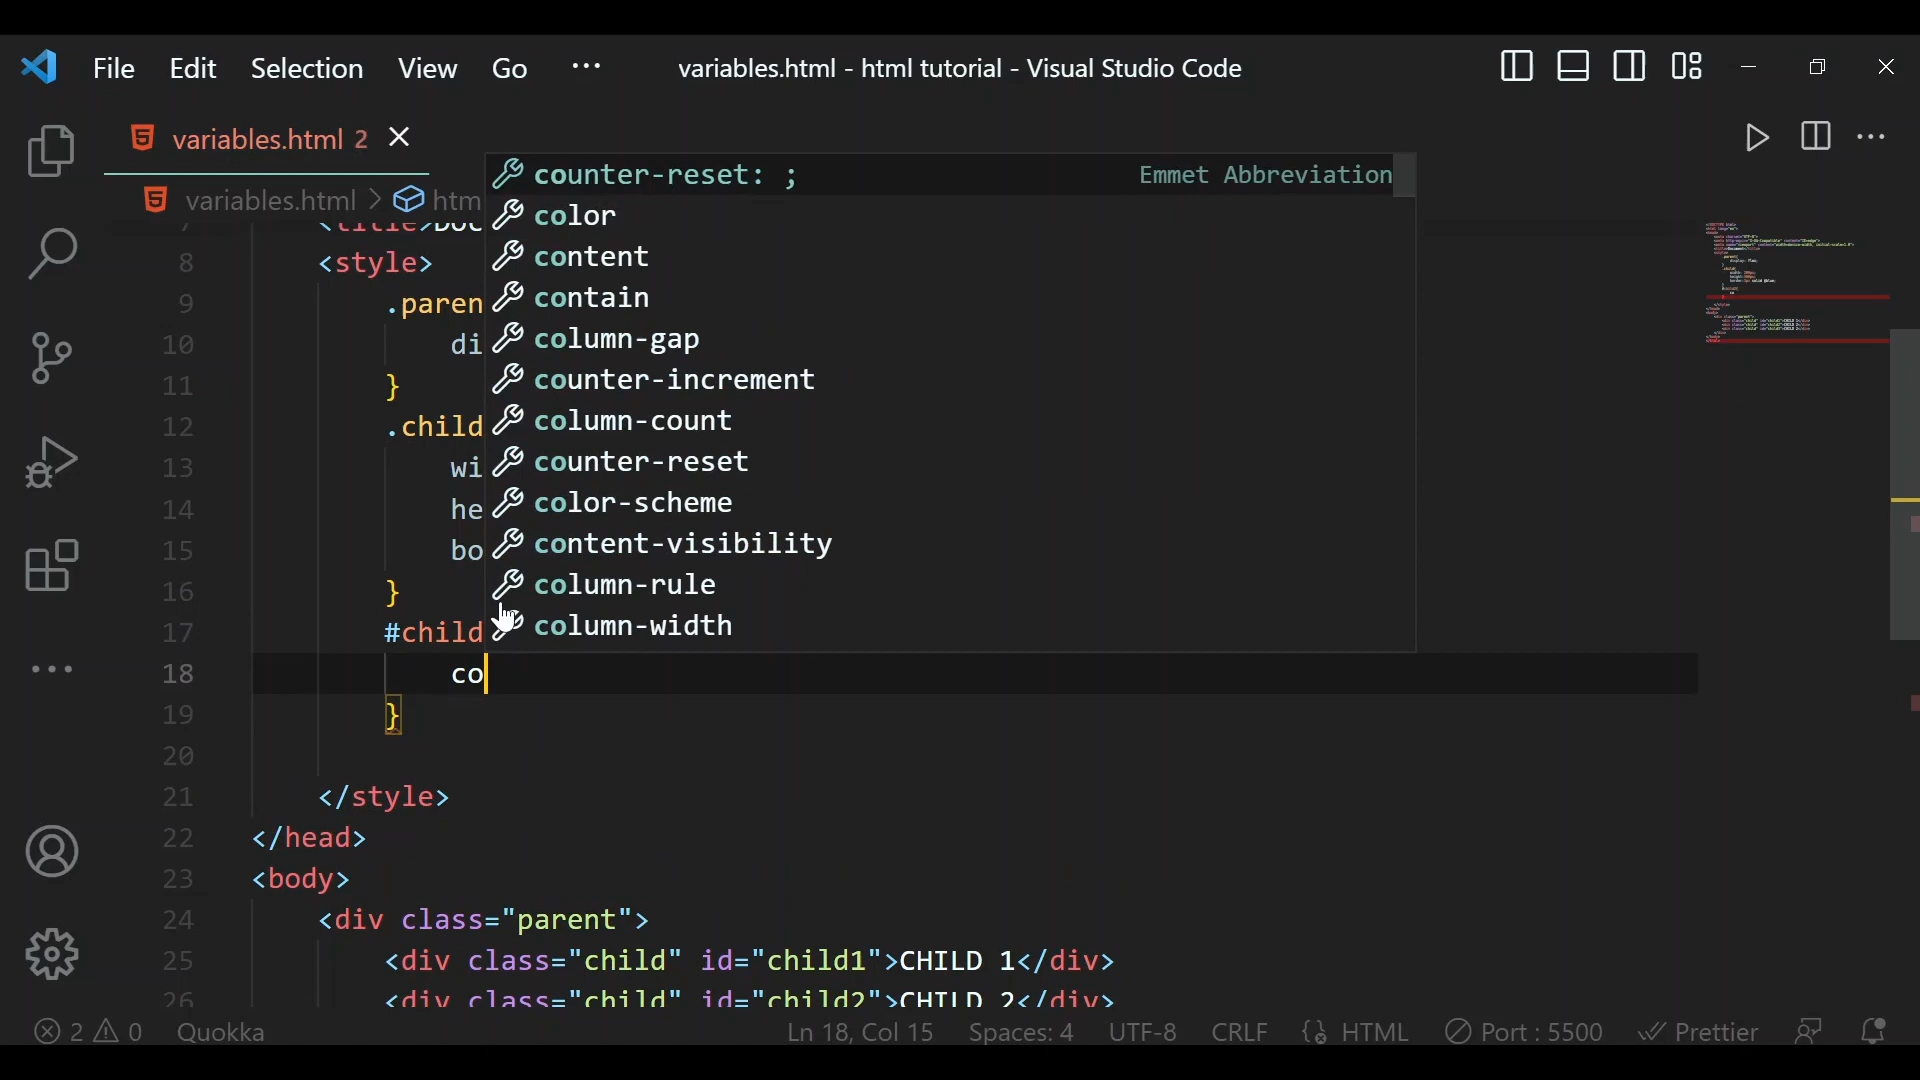 File Edit Selection View Go ··· variables.html - html tutorial - Visual Studio Code
variables.html 2
variables.html > htm
counter-reset: ; Emmet Abbreviation
color
content
contain
column-gap
counter-increment
column-count
counter-reset
color-scheme
content-visibility
column-rule
column-width
7 <title>Doc
8 <style>
9 .paren
10 di
11 }
12 .child
13 wi
14 he
15 bo
16 }
17 #child
18 co
19 }
20
21 </style>
22 </head>
23 <body>
24 <div class="parent">
25 <div class="child" id="child1">CHILD 1</div>
26 <div class="child" id="child2">CHILD 2</div>
2 0 Quokka Ln 18, Col 15 Spaces: 4 UTF-8 CRLF {} HTML Port : 5500 Prettier